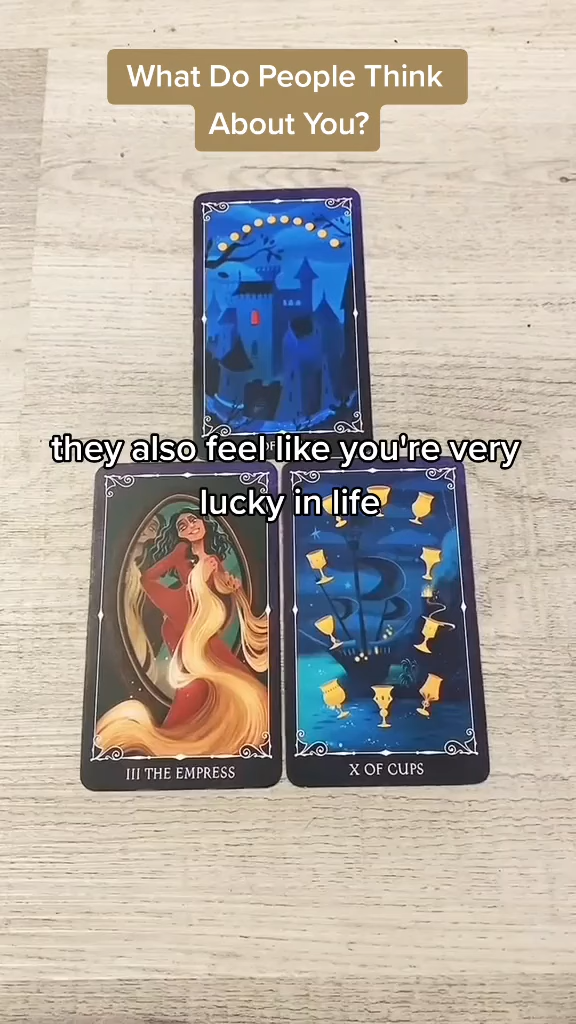 What Do People Think
About You?
they also feel like you're very
lucky in life
III THE EMPRESS
X OF CUPS